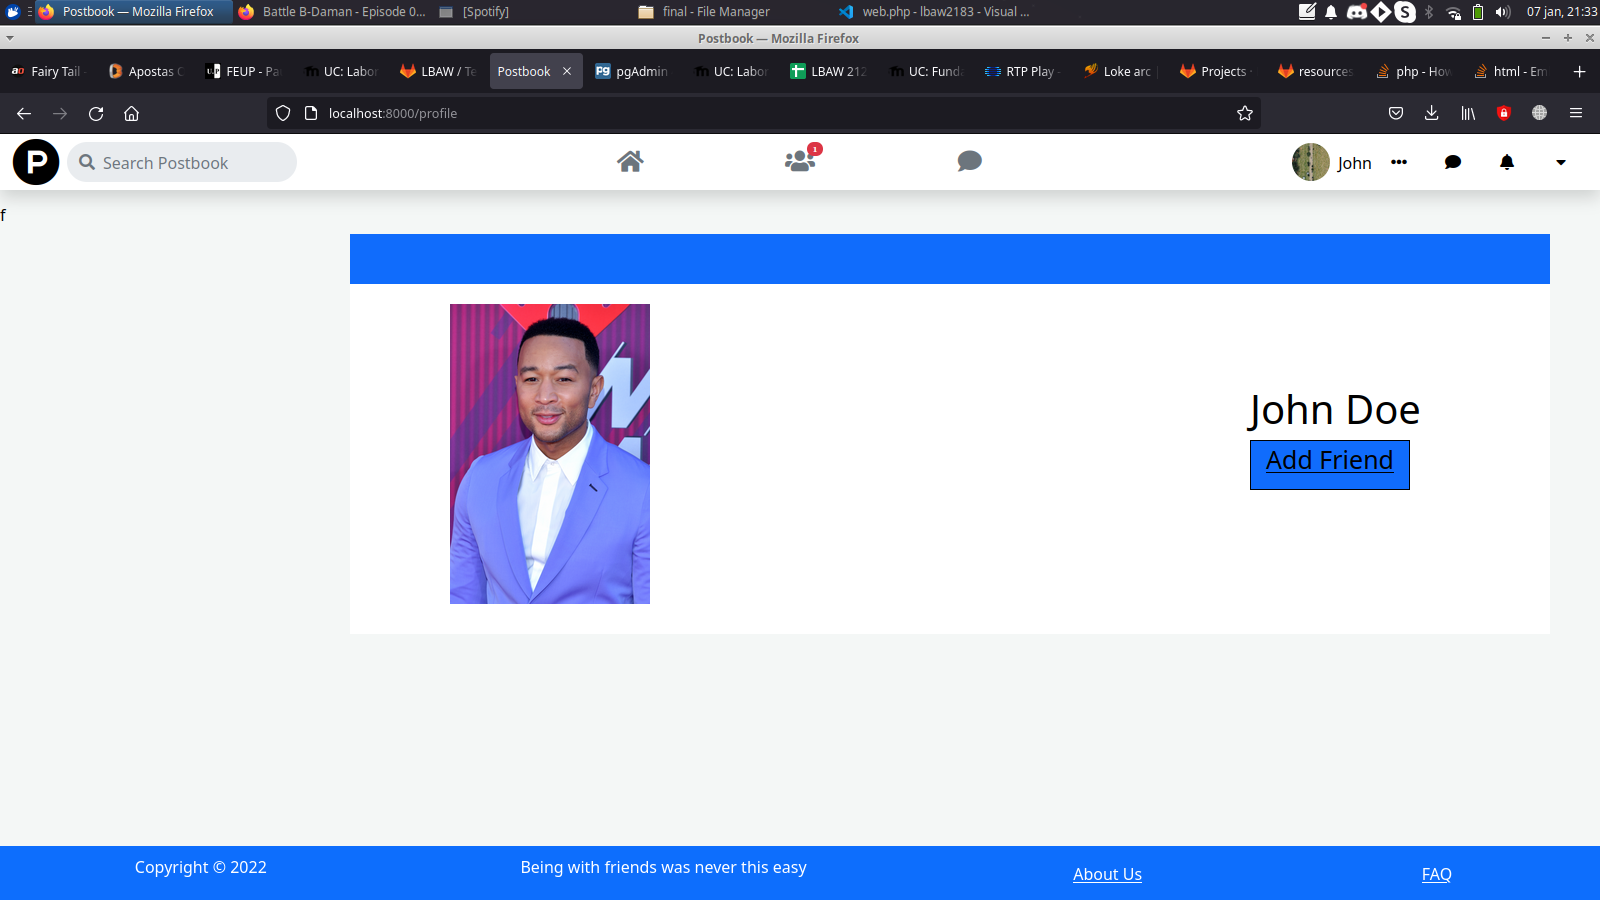 Postbook — Mozilla Firefox
Battle B-Daman - Episode 0...
[Spotify]
final - File Manager
web.php - lbaw2183 - Visual ...
07 jan, 21:33
Postbook — Mozilla Firefox
Fairy Tail
Apostas
FEUP - Pa
UC: Labor
LBAW / Te
Postbook
pgAdmin
UC: Labor
LBAW 212
UC: Funda
RTP Play -
Loke arc
Projects ·
resources
php - How
html - Em
localhost:8000/profile
P
Search Postbook
1
John
f
John Doe
Add Friend
Copyright © 2022
Being with friends was never this easy
About Us
FAQ